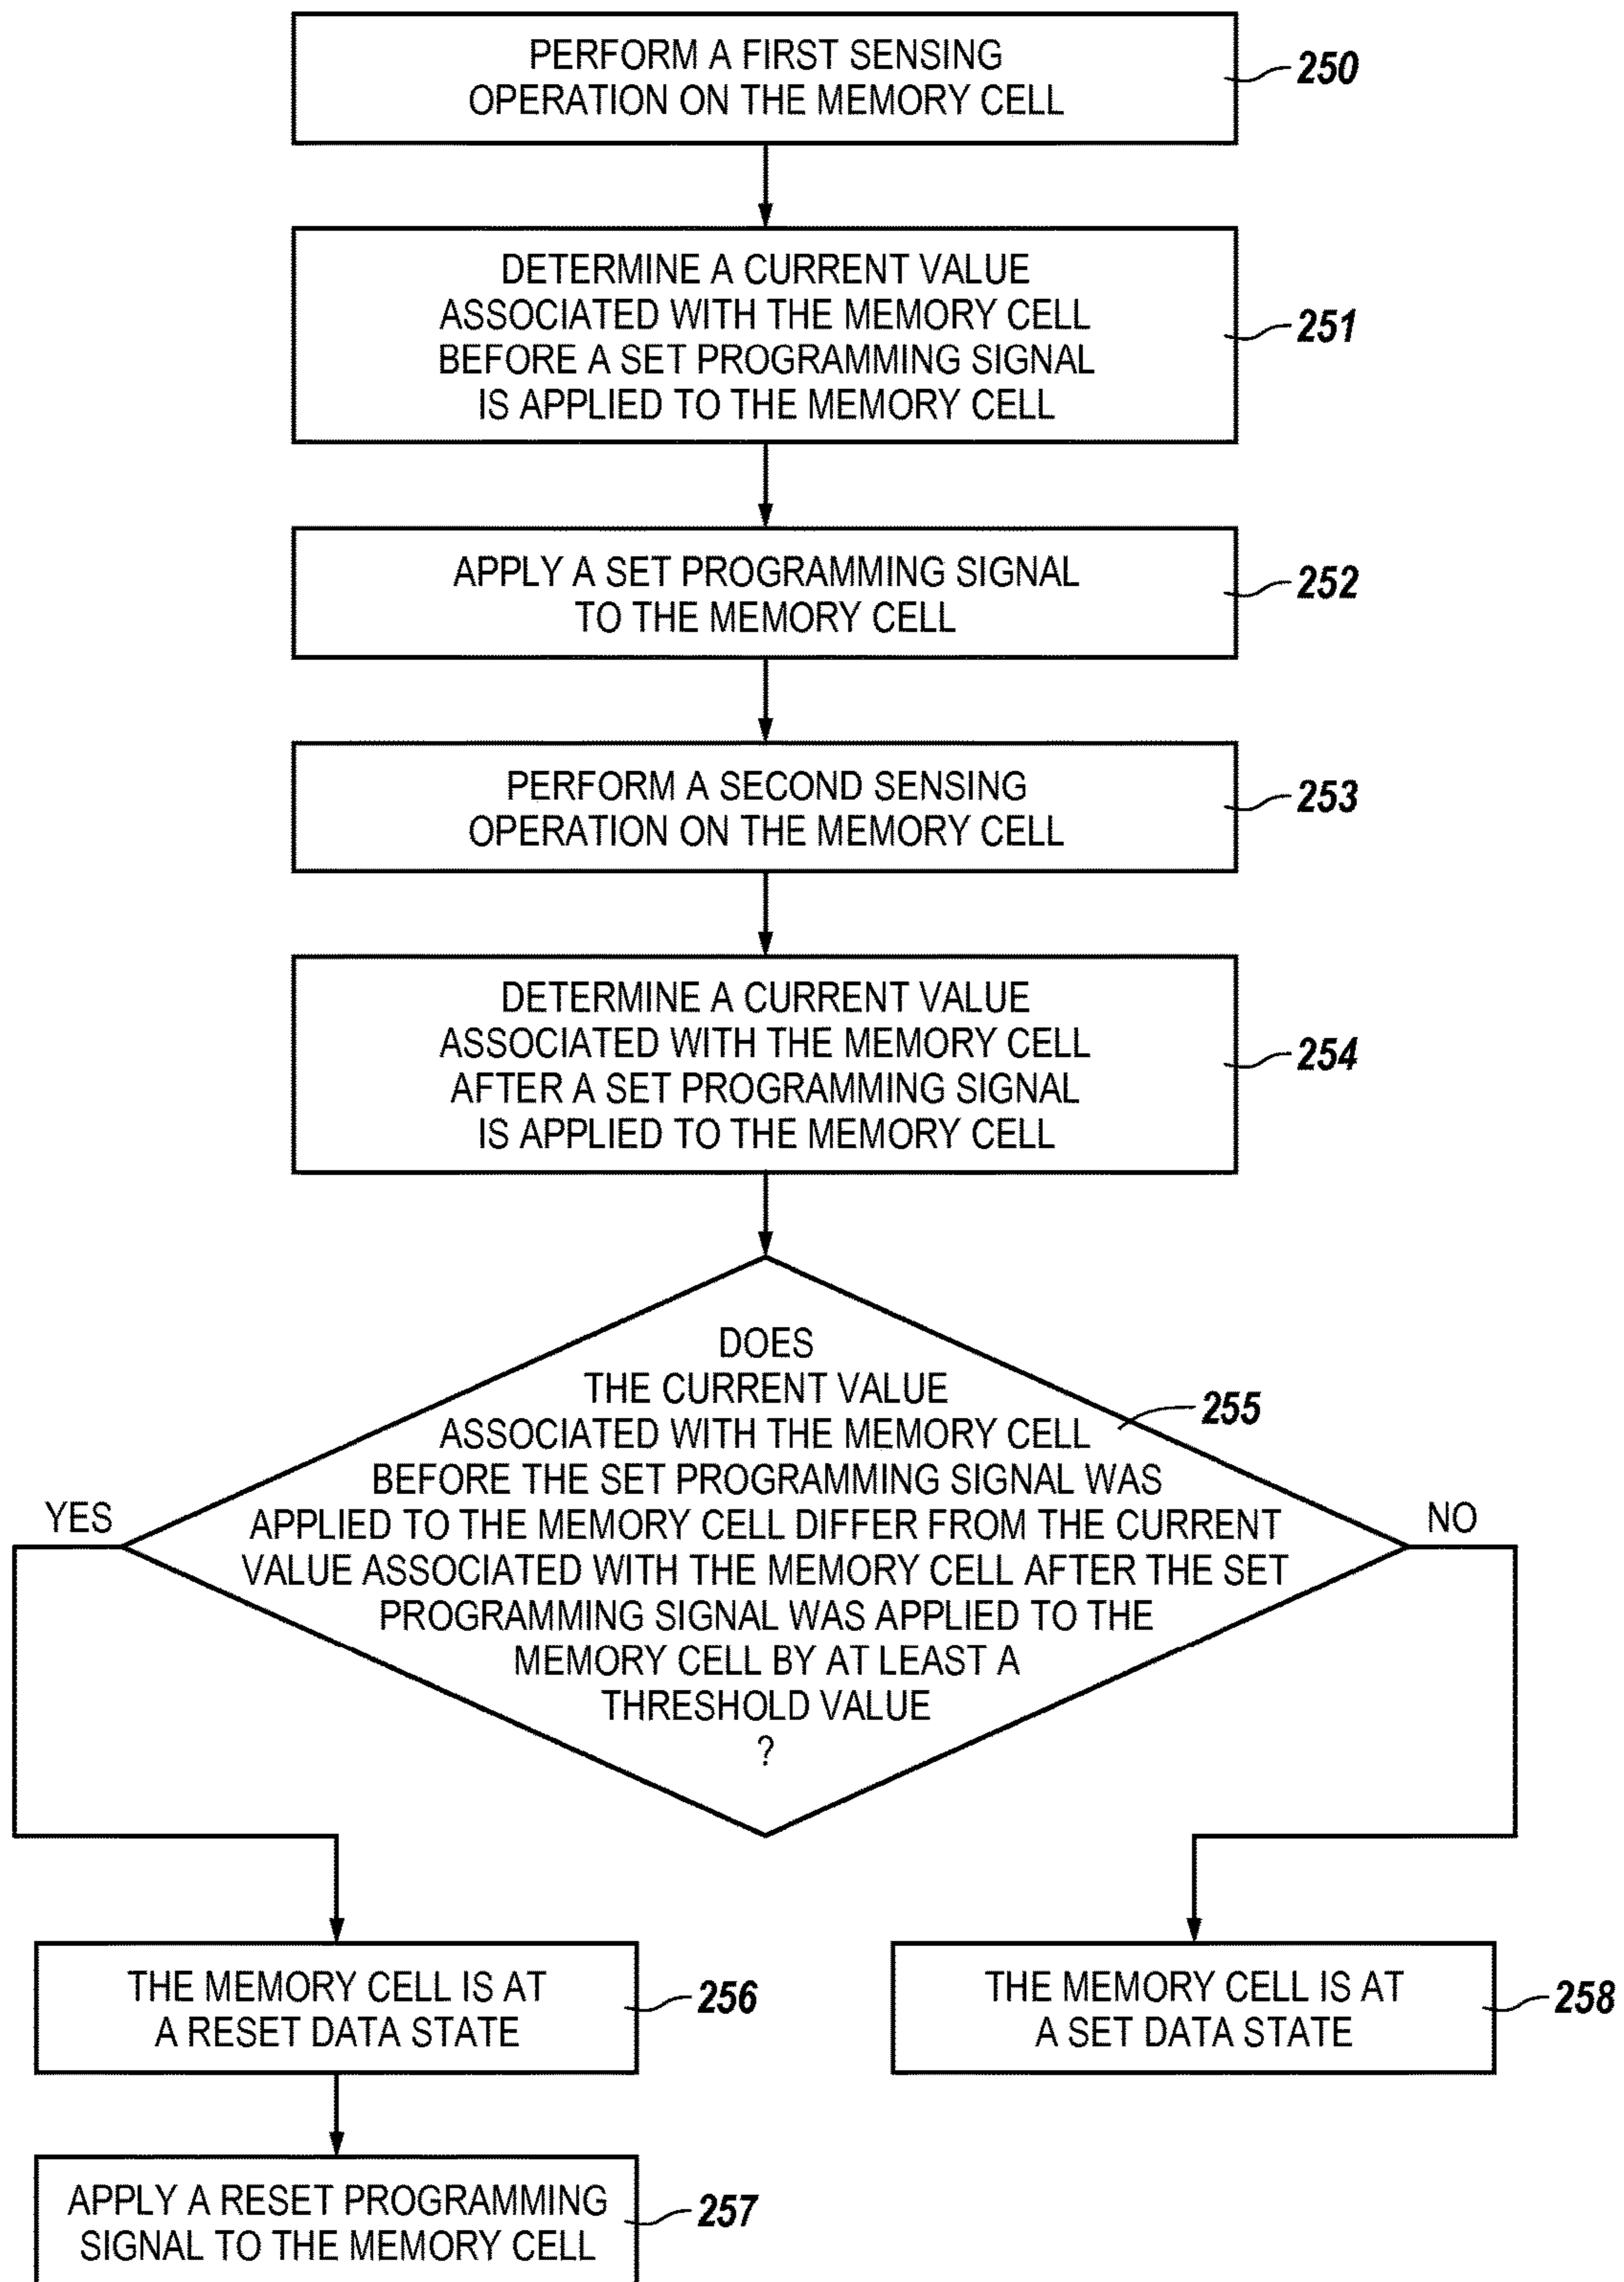 PERFORM A FIRST SENSING
OPERATION ON THE MEMORY CELL
250
DETERMINE A CURRENT VALUE
ASSOCIATED WITH THE MEMORY CELL
BEFORE A SET PROGRAMMING SIGNAL
IS APPLIED TO THE MEMORY CELL
251
APPLY A SET PROGRAMMING SIGNAL
TO THE MEMORY CELL
252
PERFORM A SECOND SENSING
OPERATION ON THE MEMORY CELL
253
DETERMINE A CURRENT VALUE
ASSOCIATED WITH THE MEMORY CELL
AFTER A SET PROGRAMMING SIGNAL
IS APPLIED TO THE MEMORY CELL
254
DOES
THE CURRENT VALUE
ASSOCIATED WITH THE MEMORY CELL
BEFORE THE SET PROGRAMMING SIGNAL WAS
APPLIED TO THE MEMORY CELL DIFFER FROM THE CURRENT
VALUE ASSOCIATED WITH THE MEMORY CELL AFTER THE SET
PROGRAMMING SIGNAL WAS APPLIED TO THE
MEMORY CELL BY AT LEAST A
THRESHOLD VALUE
?
255
YES
NO
THE MEMORY CELL IS AT
A RESET DATA STATE
256
THE MEMORY CELL IS AT
A SET DATA STATE
258
APPLY A RESET PROGRAMMING
SIGNAL TO THE MEMORY CELL
257